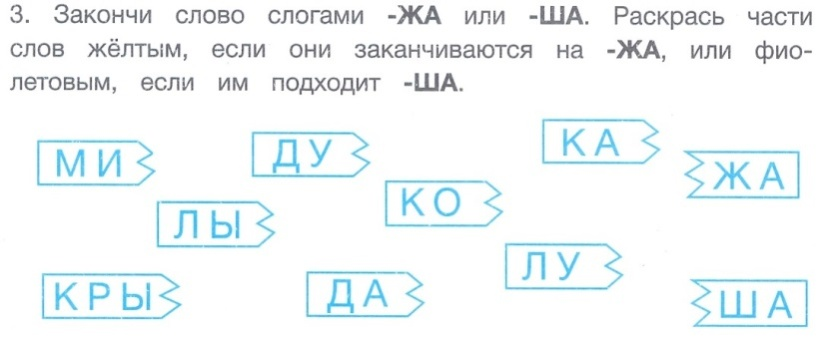 3. Закончи слово слогами -ЖА или -ША. Раскрась части
слов жёлтым, если они заканчиваются на -ЖА, или фио-
летовым, если им подходит -ША.
МИ
ДУ
КА
ЖА
ЛЫ
КО
КРЫ
ДА
ЛУ
ША